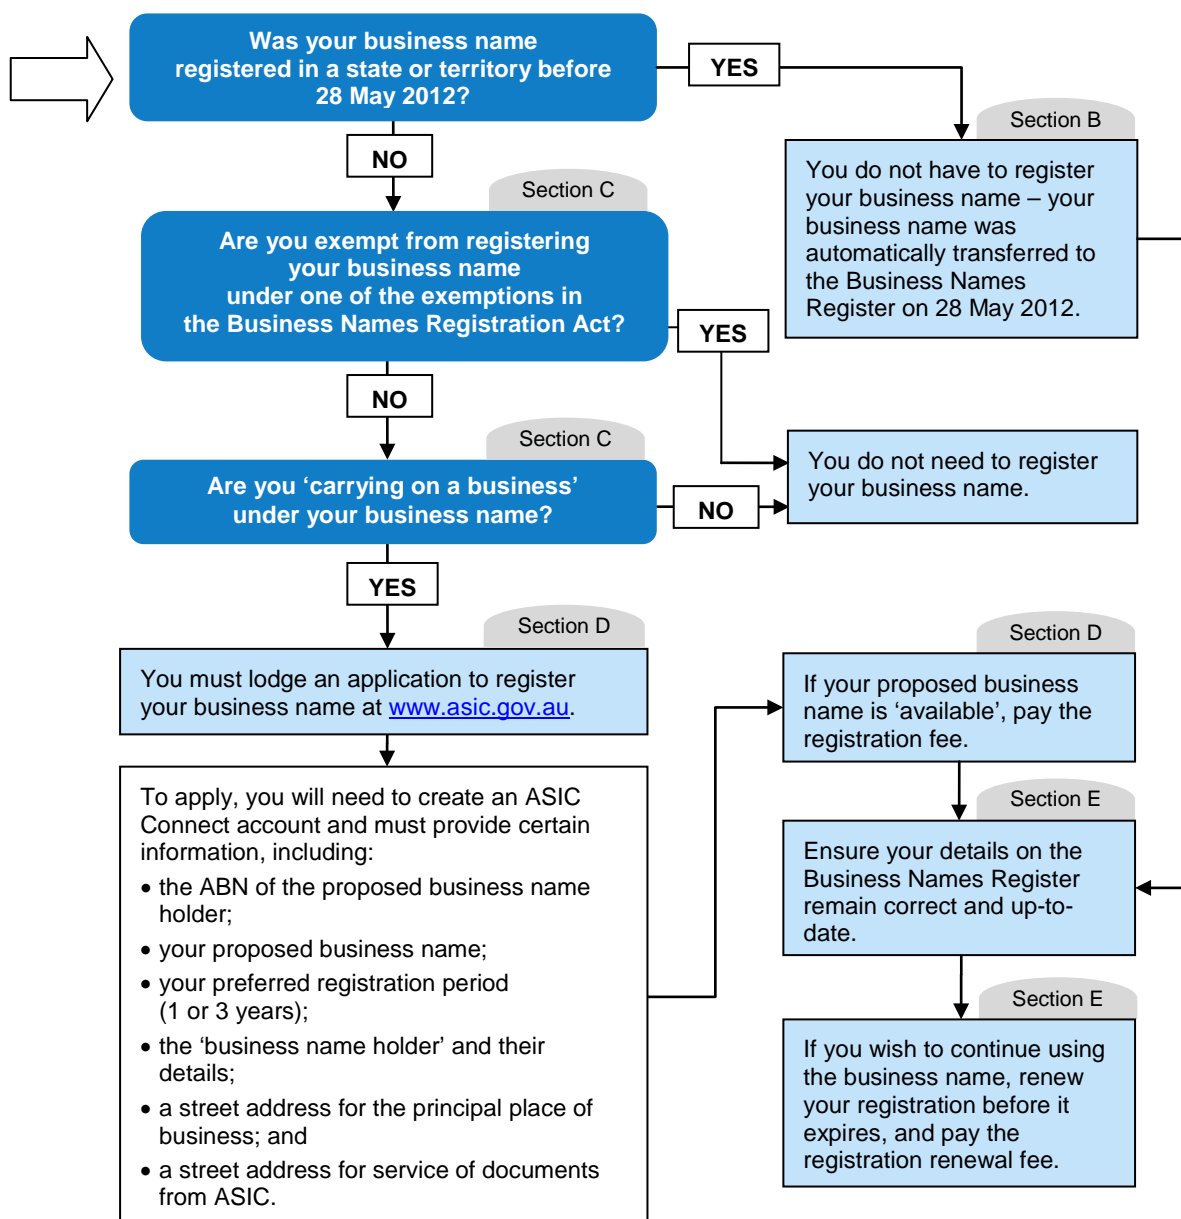 Was your business name
registered in a state or territory before
28 May 2012?
YES
NO
Section B
You do not have to register
your business name – your
business name was
automatically transferred to
the Business Names
Register on 28 May 2012.
Section C
Are you exempt from registering
your business name
under one of the exemptions in
the Business Names Registration Act?
YES
NO
Section C
Are you ‘carrying on a business’
under your business name?
NO
You do not need to register
your business name.
YES
Section D
You must lodge an application to register
your business name at www.asic.gov.au.
To apply, you will need to create an ASIC
Connect account and must provide certain
information, including:
• the ABN of the proposed business name
holder;
• your proposed business name;
• your preferred registration period
(1 or 3 years);
• the ‘business name holder’ and their
details;
• a street address for the principal place of
business; and
• a street address for service of documents
from ASIC.
Section D
If your proposed business
name is ‘available’, pay the
registration fee.
Section E
Ensure your details on the
Business Names Register
remain correct and up-to-
date.
Section E
If you wish to continue using
the business name, renew
your registration before it
expires, and pay the
registration renewal fee.